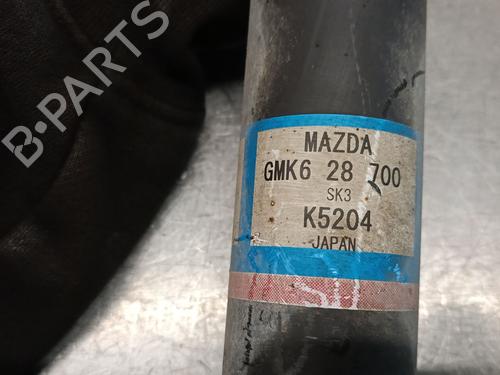 B-PARTS
MAZDA
GMK6 28 700
SK3
K5204
JAPAN